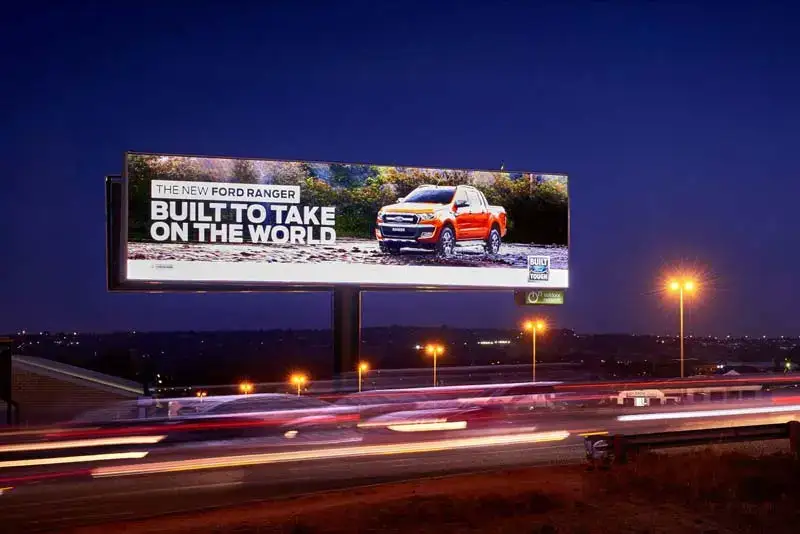 THE NEW FORD RANGER
BUILT TO TAKE
ON THE WORLD
BUILT
Ford
TOUGH